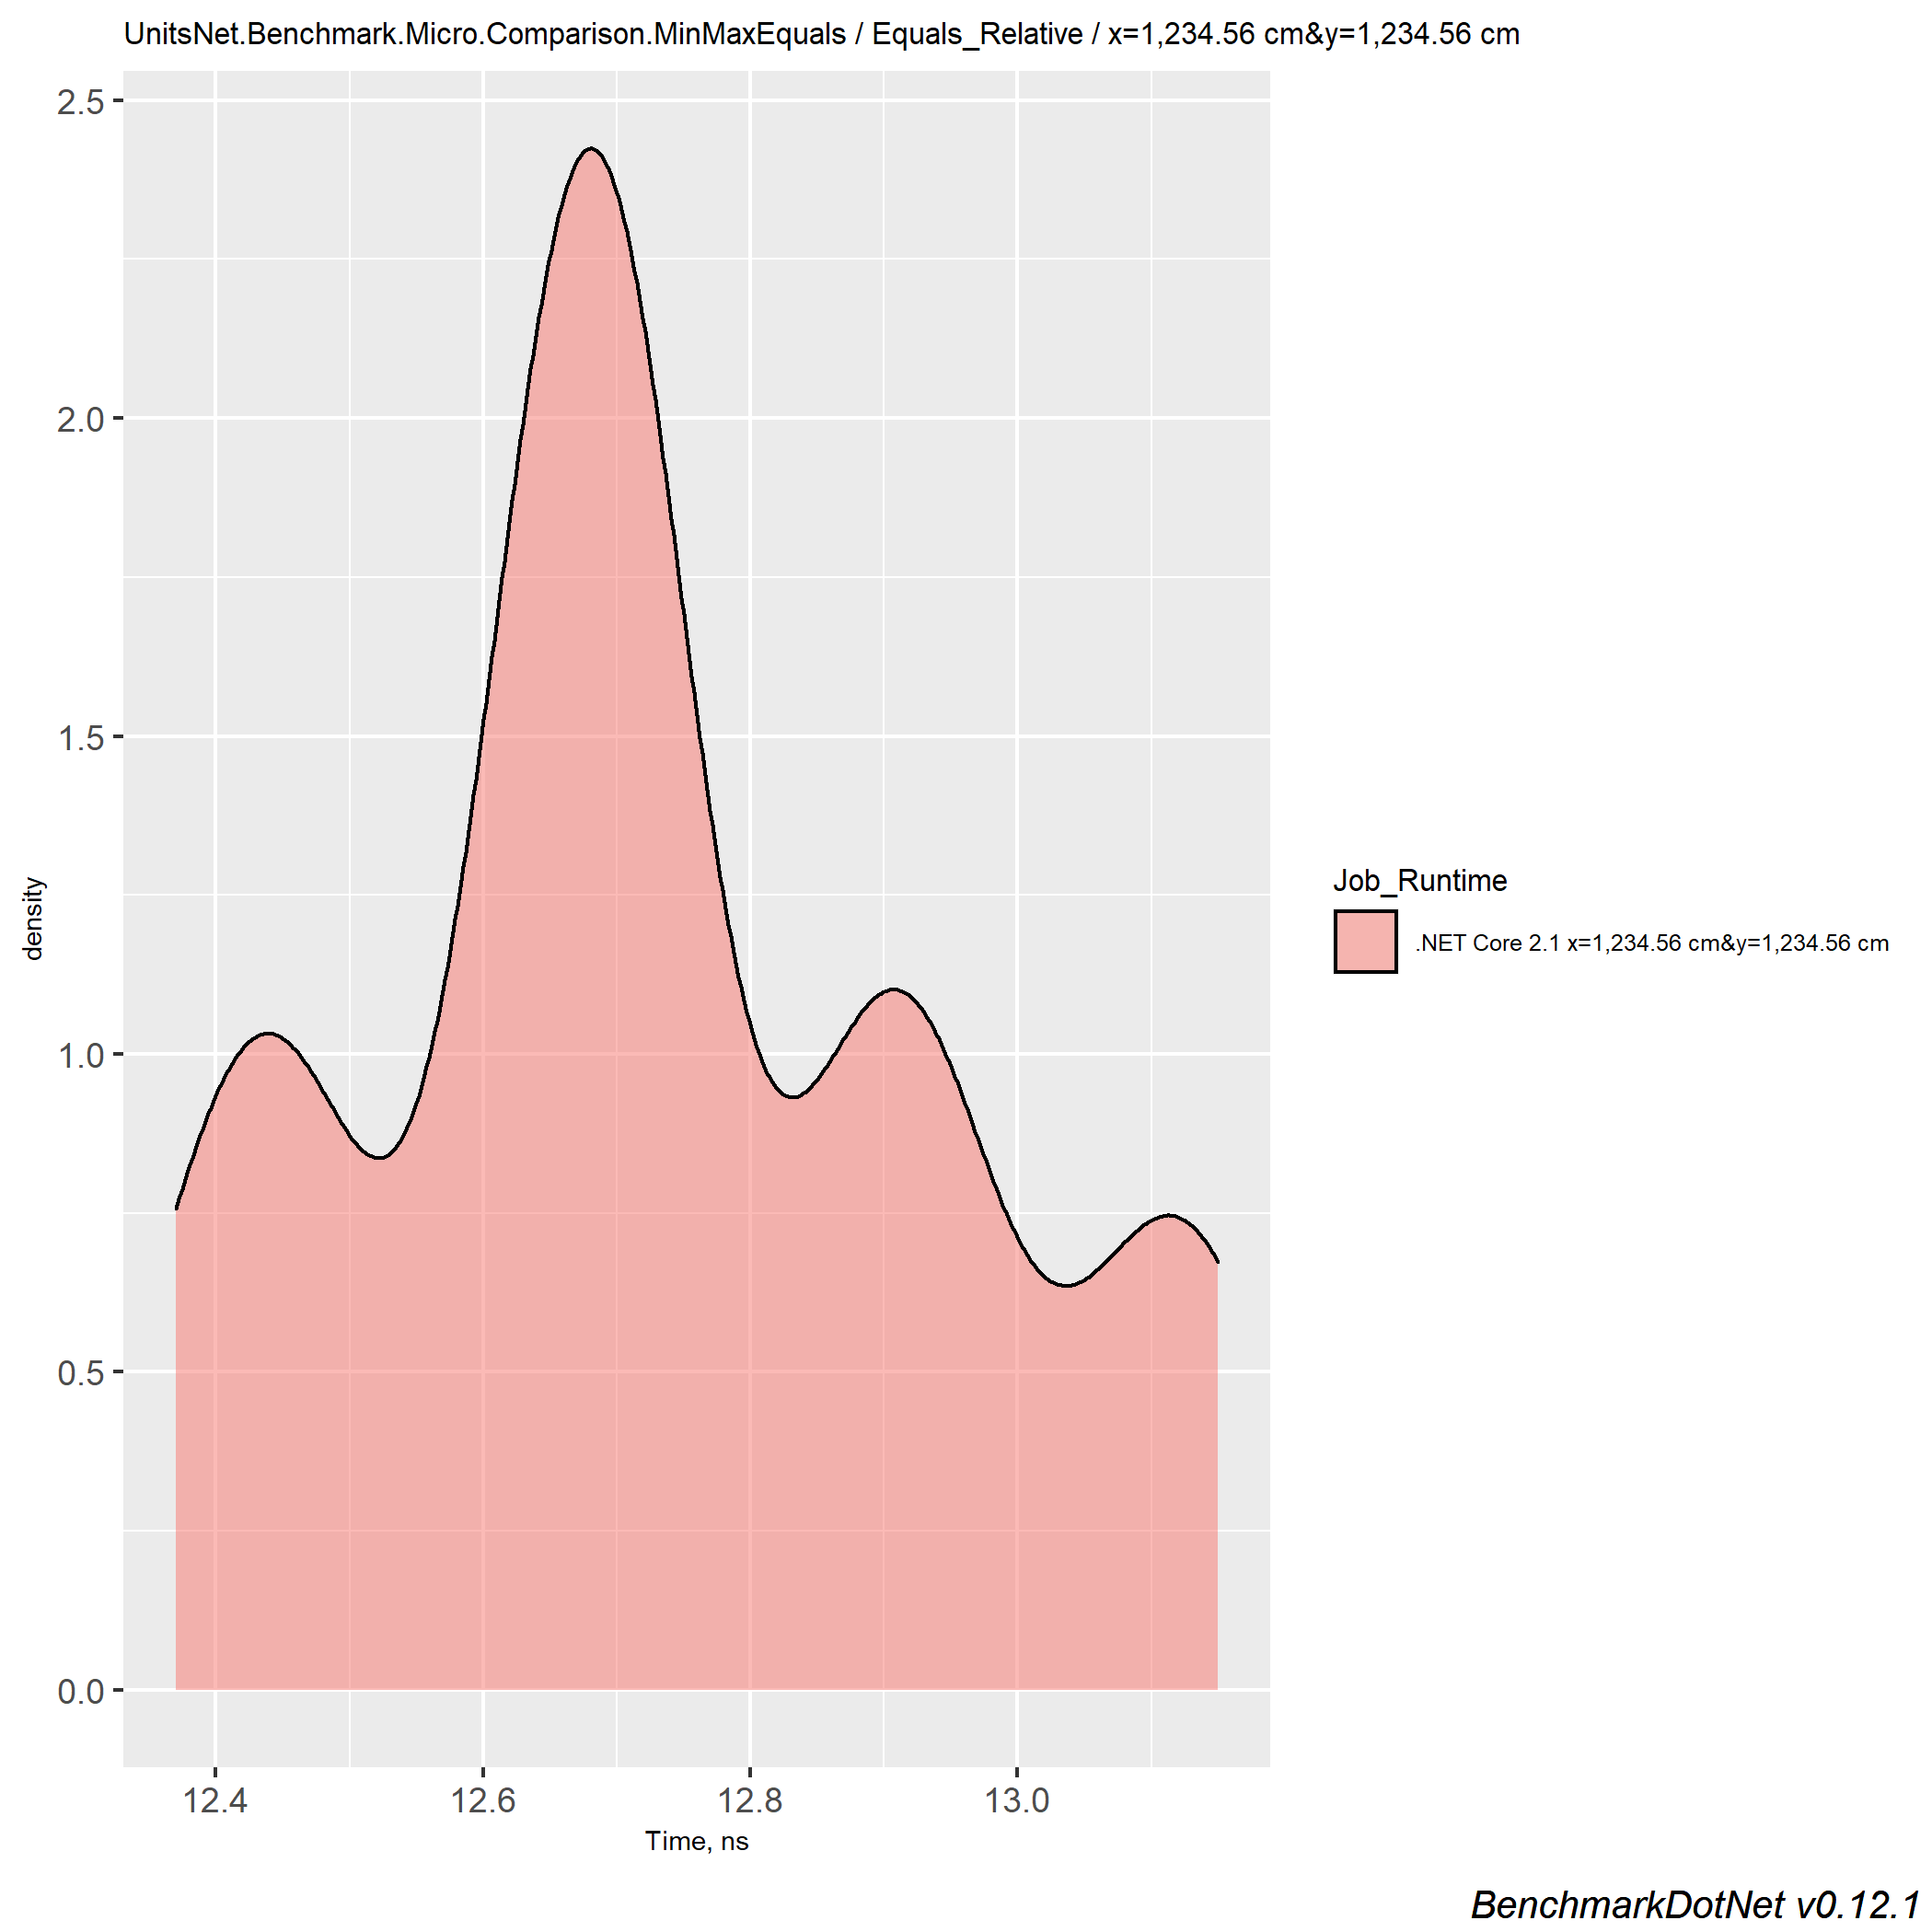 UnitsNet.Benchmark.Micro.Comparison.MinMaxEquals / Equals_Relative / x=1,234.56 cm&y=1,234.56 cm
2.5
2.0
1.5
1.0
0.5
0.0
density
12.4 12.6 12.8 13.0
Time, ns
Job_Runtime
.NET Core 2.1 x=1,234.56 cm&y=1,234.56 cm
BenchmarkDotNet v0.12.1